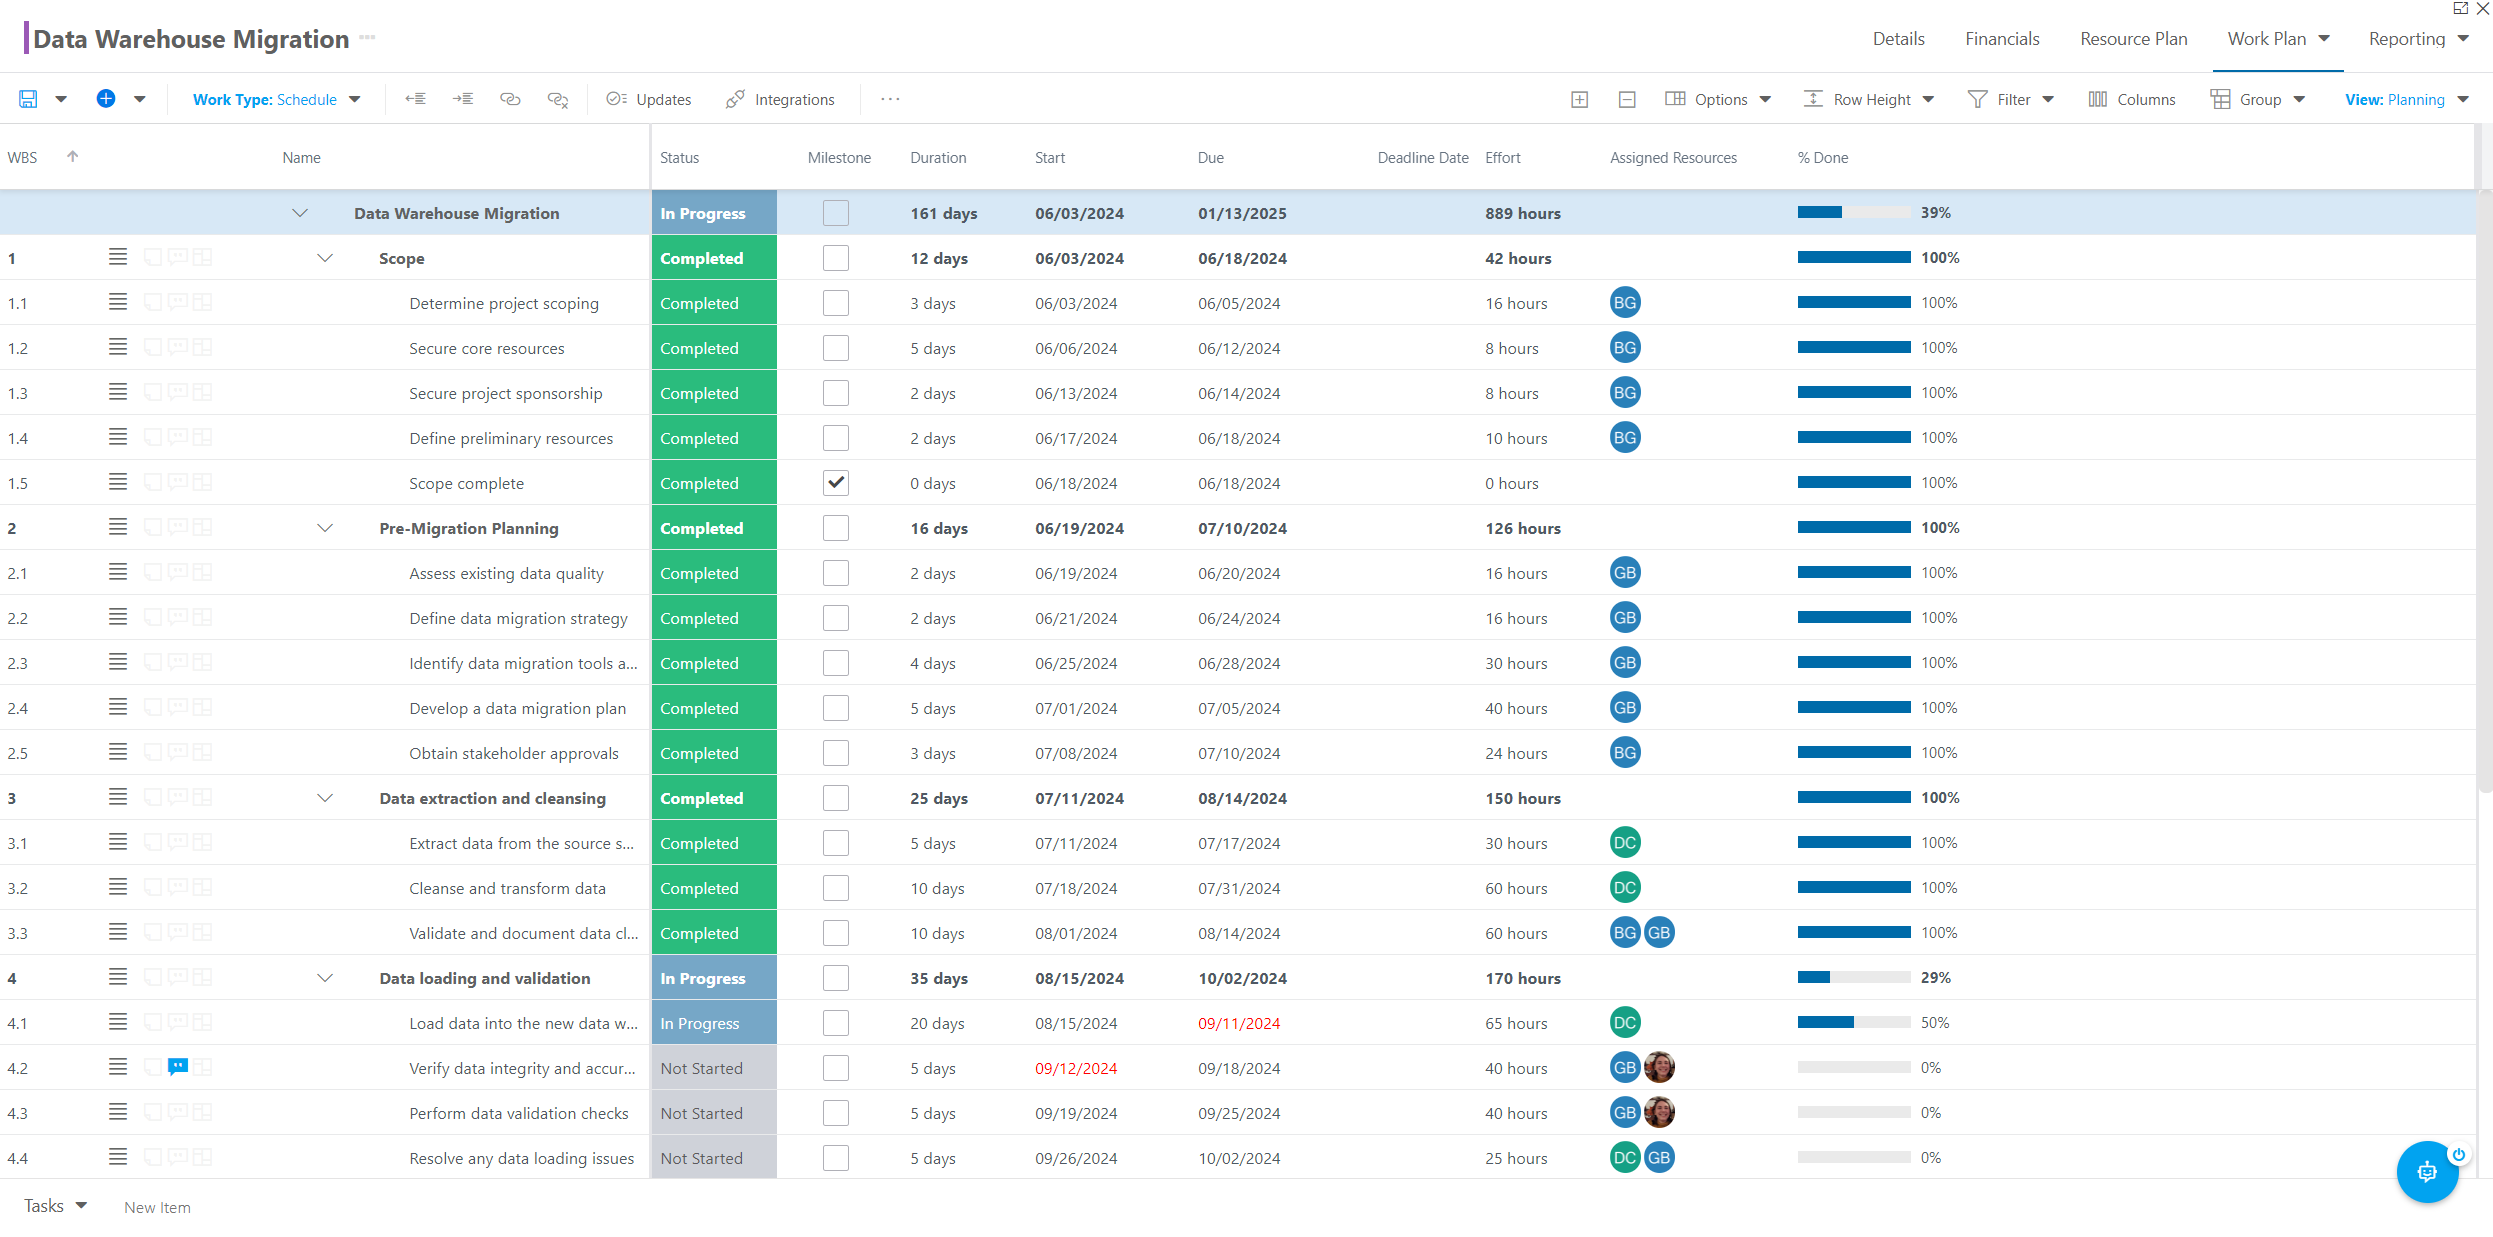 Data Warehouse Migration
Details Financials Resource Plan Work Plan Reporting
Work Type: Schedule Updates Integrations Options Row Height Filter Columns Group View: Planning
WBS Name Status Milestone Duration Start Due Deadline Date Effort Assigned Resources % Done
Data Warehouse Migration In Progress 161 days 06/03/2024 01/13/2025 889 hours 39%
1 Scope Completed 12 days 06/03/2024 06/18/2024 42 hours 100%
1.1 Determine project scoping Completed 3 days 06/03/2024 06/05/2024 16 hours BG 100%
1.2 Secure core resources Completed 5 days 06/06/2024 06/12/2024 8 hours BG 100%
1.3 Secure project sponsorship Completed 2 days 06/13/2024 06/14/2024 8 hours BG 100%
1.4 Define preliminary resources Completed 2 days 06/17/2024 06/18/2024 10 hours BG 100%
1.5 Scope complete Completed 0 days 06/18/2024 06/18/2024 0 hours 100%
2 Pre-Migration Planning Completed 16 days 06/19/2024 07/10/2024 126 hours 100%
2.1 Assess existing data quality Completed 2 days 06/19/2024 06/20/2024 16 hours GB 100%
2.2 Define data migration strategy Completed 2 days 06/21/2024 06/24/2024 16 hours GB 100%
2.3 Identify data migration tools a... Completed 4 days 06/25/2024 06/28/2024 30 hours GB 100%
2.4 Develop a data migration plan Completed 5 days 07/01/2024 07/05/2024 40 hours GB 100%
2.5 Obtain stakeholder approvals Completed 3 days 07/08/2024 07/10/2024 24 hours BG 100%
3 Data extraction and cleansing Completed 25 days 07/11/2024 08/14/2024 150 hours 100%
3.1 Extract data from the source s... Completed 5 days 07/11/2024 07/17/2024 30 hours DC 100%
3.2 Cleanse and transform data Completed 10 days 07/18/2024 07/31/2024 60 hours DC 100%
3.3 Validate and document data cl... Completed 10 days 08/01/2024 08/14/2024 60 hours BG GB 100%
4 Data loading and validation In Progress 35 days 08/15/2024 10/02/2024 170 hours 29%
4.1 Load data into the new data w... In Progress 20 days 08/15/2024 09/11/2024 65 hours DC 50%
4.2 Verify data integrity and accur... Not Started 5 days 09/12/2024 09/18/2024 40 hours GB 0%
4.3 Perform data validation checks Not Started 5 days 09/19/2024 09/25/2024 40 hours GB 0%
4.4 Resolve any data loading issues Not Started 5 days 09/26/2024 10/02/2024 25 hours DC GB 0%
Tasks New Item